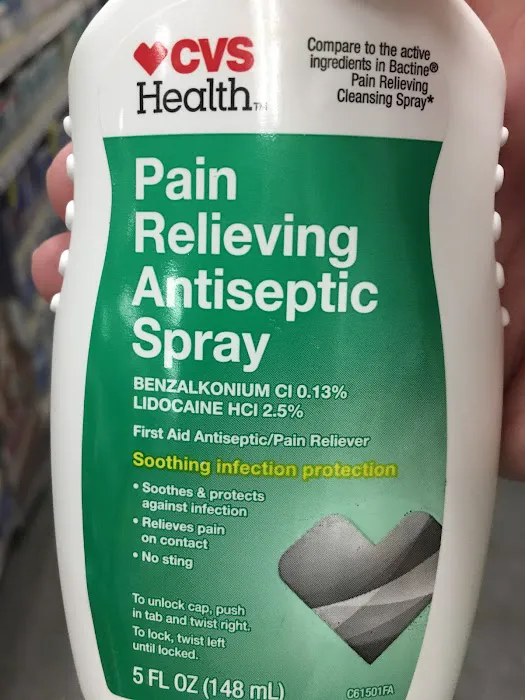 CVS
Health™
Compare to the active
ingredients in Bactine®
Pain Relieving
Cleansing Spray*
Pain
Relieving
Antiseptic
Spray
BENZALKONIUM Cl 0.13%
LIDOCAINE HCl 2.5%
First Aid Antiseptic/Pain Reliever
Soothing infection protection
• Soothes & protects
against infection
• Relieves pain
on contact
• No sting
To unlock cap, push
in tab and twist right.
To lock, twist left
until locked.
5 FL OZ (148 mL)
C61501FA